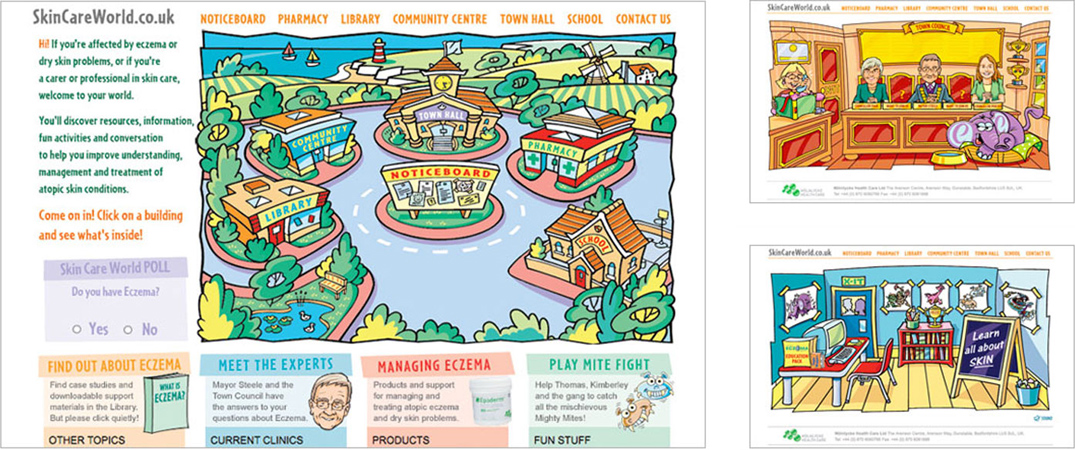 SkinCareWorld.co.uk
NOTICEBOARD PHARMACY LIBRARY COMMUNITY CENTRE TOWN HALL SCHOOL CONTACT US
Hi! If you're affected by eczema or
dry skin problems, or if you're
a carer or professional in skin care,
welcome to your world.
You'll discover resources, information,
fun activities and conversation
to help you improve understanding,
management and treatment of
atopic skin conditions.
Come on in! Click on a building
and see what's inside!
Skin Care World POLL
Do you have Eczema?
Yes No
COMMUNITY
CENTRE
TOWN HALL
PHARMACY
NOTICEBOARD
LIBRARY
SCHOOL
FIND OUT ABOUT ECZEMA
Find case studies and
downloadable support
materials in the Library.
But please click quietly!
WHAT IS
ECZEMA?
OTHER TOPICS
MEET THE EXPERTS
Mayor Steele and the
Town Council have
the answers to your
questions about Eczema.
CURRENT CLINICS
MANAGING ECZEMA
Products and support
for managing and
treating atopic eczema
and dry skin problems.
Epaderm
PRODUCTS
PLAY MITE FIGHT
Help Thomas, Kimberley
and the gang to catch
all the mischievous
Mighty Mites!
FUN STUFF
SkinCareWorld.co.uk
NOTICEBOARD PHARMACY LIBRARY COMMUNITY CENTRE TOWN HALL SCHOOL CONTACT US
TOWN COUNCIL
MÖLNLYCKE
HEALTH CARE
SkinCareWorld.co.uk
NOTICEBOARD PHARMACY LIBRARY COMMUNITY CENTRE TOWN HALL SCHOOL CONTACT US
EXIT
EDUCATION
PACK
Learn
all about
SKIN
MÖLNLYCKE
HEALTH CARE